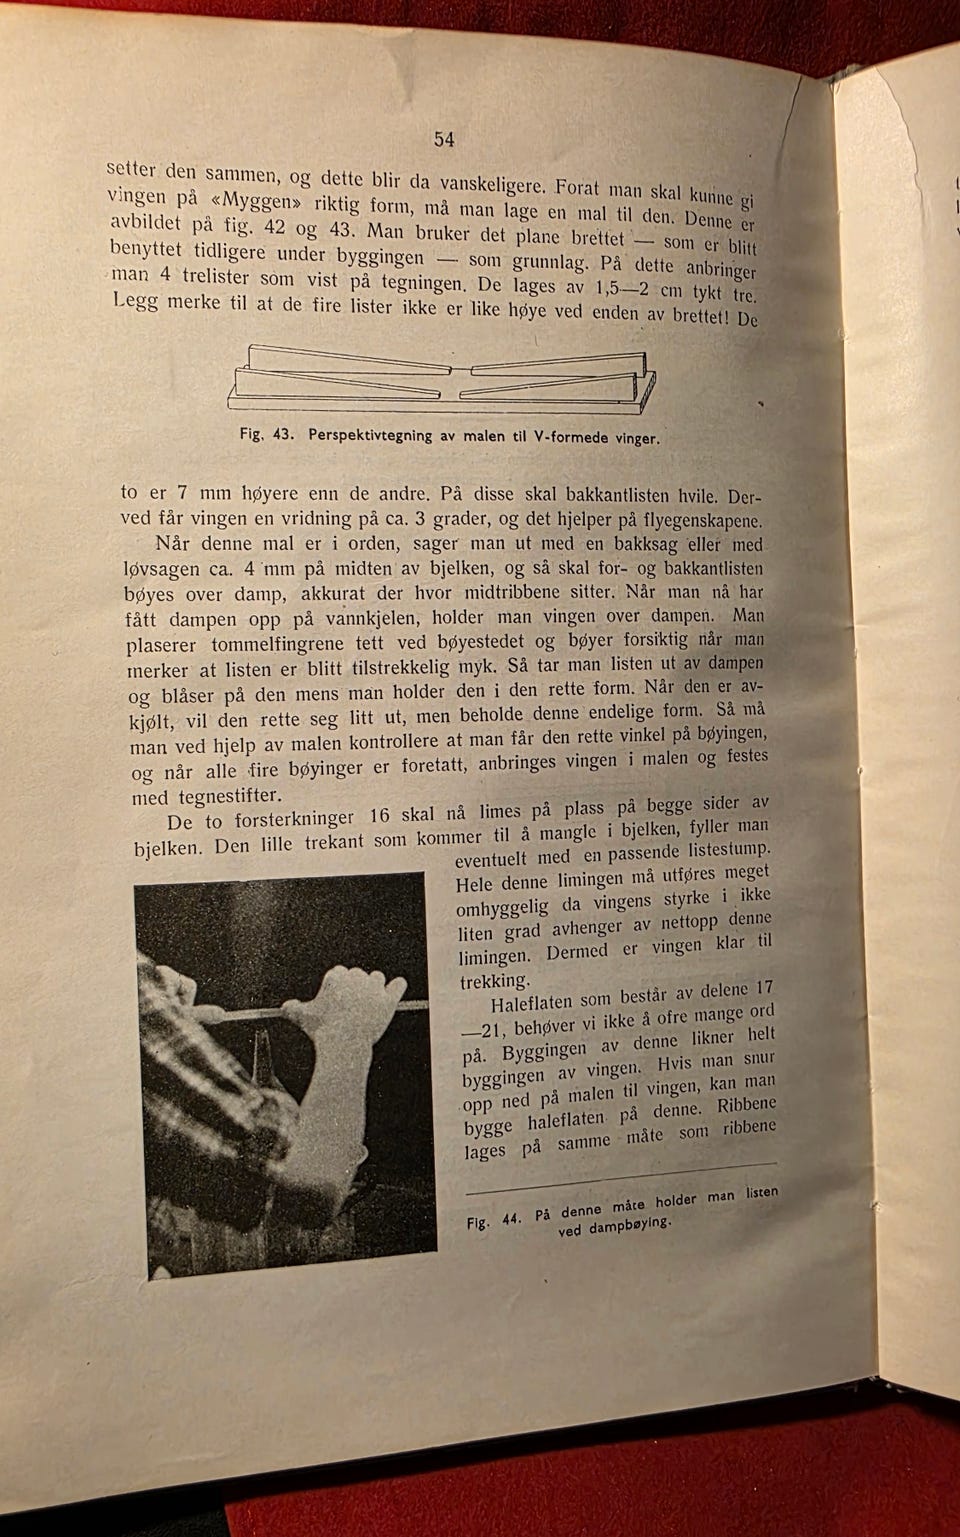 54
setter den sammen, og dette blir da vanskeligere. Forat man skal kunne gi
vingen på «Myggen» riktig form, må man lage en mal til den. Denne er
avbildet på fig. 42 og 43. Man bruker det plane brettet — som er blitt
benyttet tidligere under byggingen — som grunnlag. På dette anbringer
man 4 trelister som vist på tegningen. De lages av 1,5—2 cm tykt tre.
Legg merke til at de fire lister ikke er like høye ved enden av brettet! De
Fig. 43. Perspektivtegning av malen til V-formede vinger.
to er 7 mm høyere enn de andre. På disse skal bakkantlisten hvile. Der-
ved får vingen en vridning på ca. 3 grader, og det hjelper på flyegenskapene.
Når denne mal er i orden, sager man ut med en bakksag eller med
løvsagen ca. 4 mm på midten av bjelken, og så skal for- og bakkantlisten
bøyes over damp, akkurat der hvor midtribbene sitter. Når man nå har
fått dampen opp på vannkjelen, holder man vingen over dampen. Man
plaserer tommelfingrene tett ved bøyestedet og bøyer forsiktig når man
merker at listen er blitt tilstrekkelig myk. Så tar man listen ut av dampen
og blåser på den mens man holder den i den rette form. Når den er av-
kjølt, vil den rette seg litt ut, men beholde denne endelige form. Så må
man ved hjelp av malen kontrollere at man får den rette vinkel på bøyingen,
og når alle fire bøyinger er foretatt, anbringes vingen i malen og festes
med tegnestifter.
De to forsterkninger 16 skal nå limes på plass på begge sider av
bjelken. Den lille trekant som kommer til å mangle i bjelken, fyller man
eventuelt med en passende listestump.
Hele denne limingen må utføres meget
omhyggelig da vingens styrke i ikke
liten grad avhenger av nettopp denne
limingen. Dermed er vingen klar til
trekking.
Haleflaten som består av delene 17
—21, behøver vi ikke å ofre mange ord
på. Byggingen av denne likner helt
byggingen av vingen. Hvis man snur
opp ned på malen til vingen, kan man
bygge haleflaten på denne. Ribbene
lages på samme måte som ribbene
Fig. 44. På denne måte holder man listen
ved dampbøying.